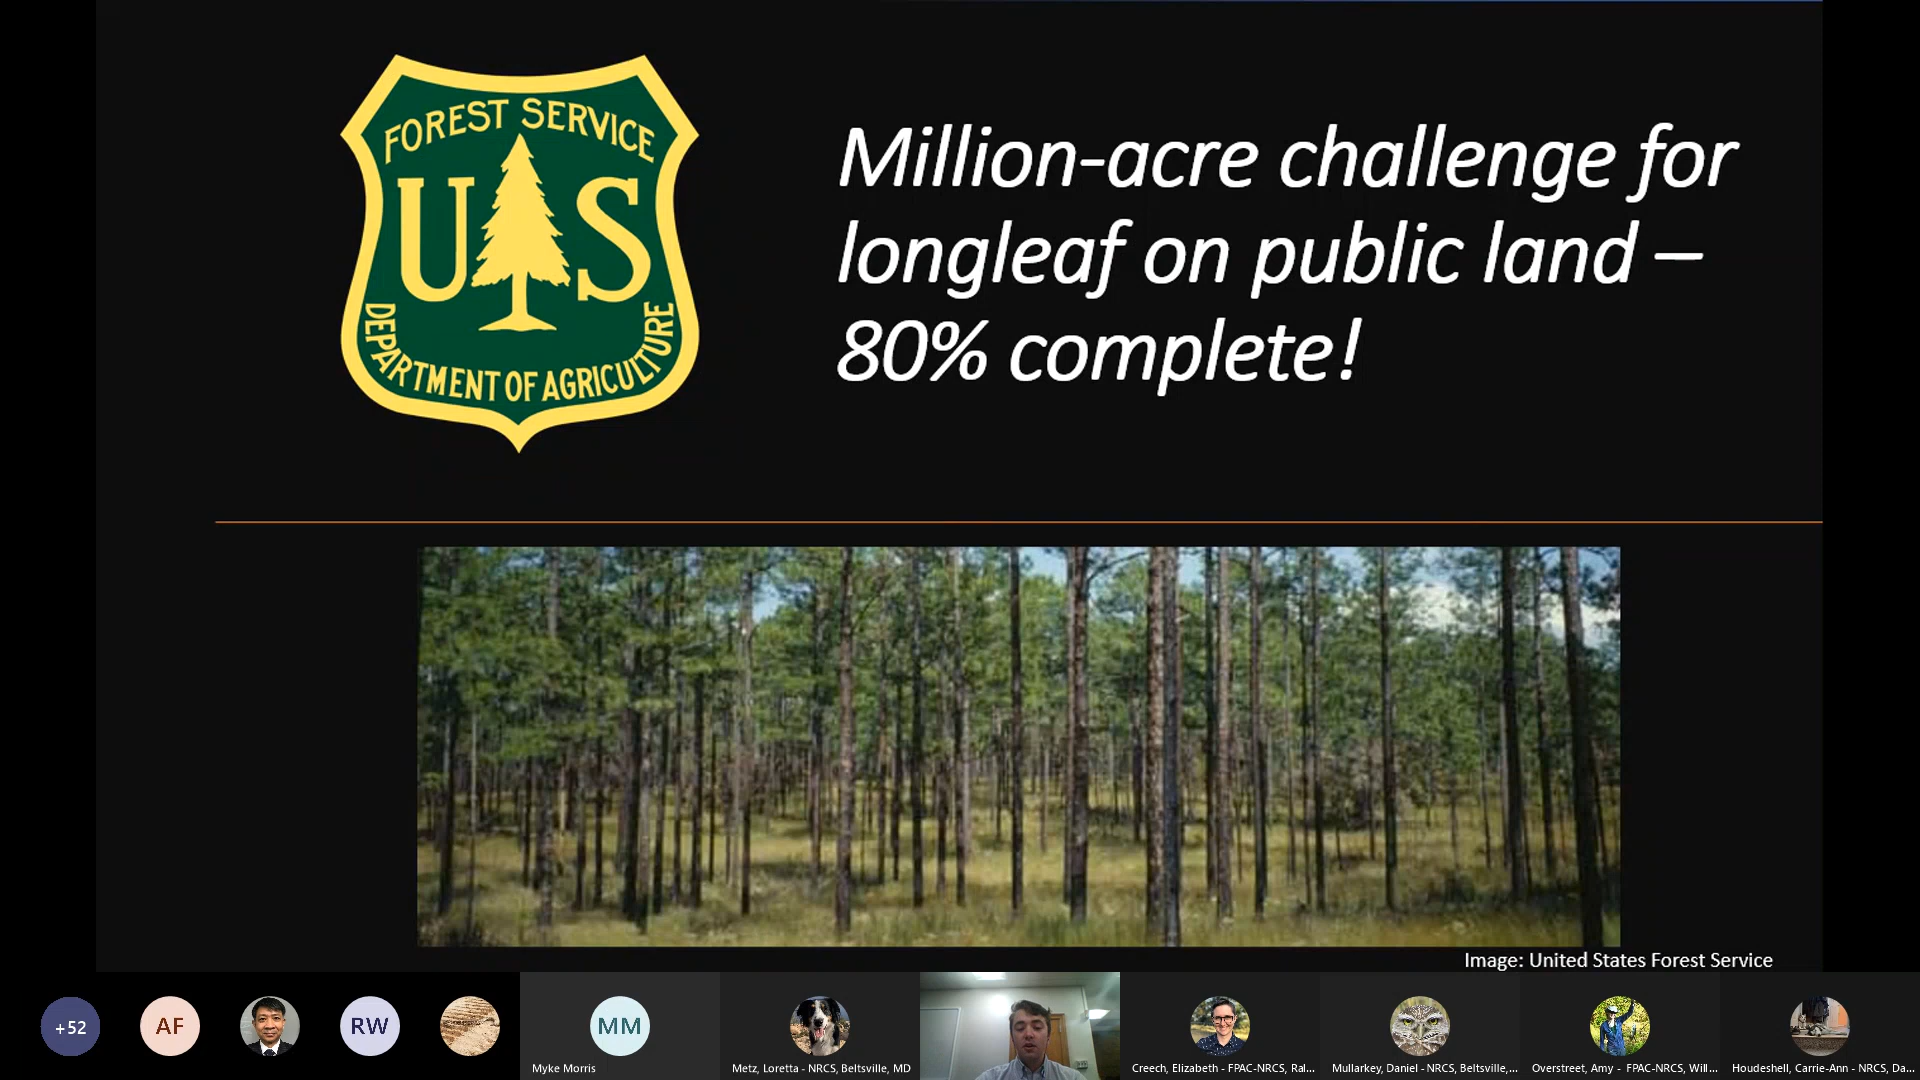 FOREST SERVICE
U S
DEPARTMENT OF AGRICULTURE
Million-acre challenge for
longleaf on public land –
80% complete!
Image: United States Forest Service
+52
AF
RW
MM
Myke Morris
Metz, Loretta - NRCS, Beltsville, MD
Creech, Elizabeth - FPAC-NRCS, Ral...
Mullarkey, Daniel - NRCS, Beltsville,...
Overstreet, Amy - FPAC-NRCS, Will...
Houdeshell, Carrie-Ann - NRCS, Da...